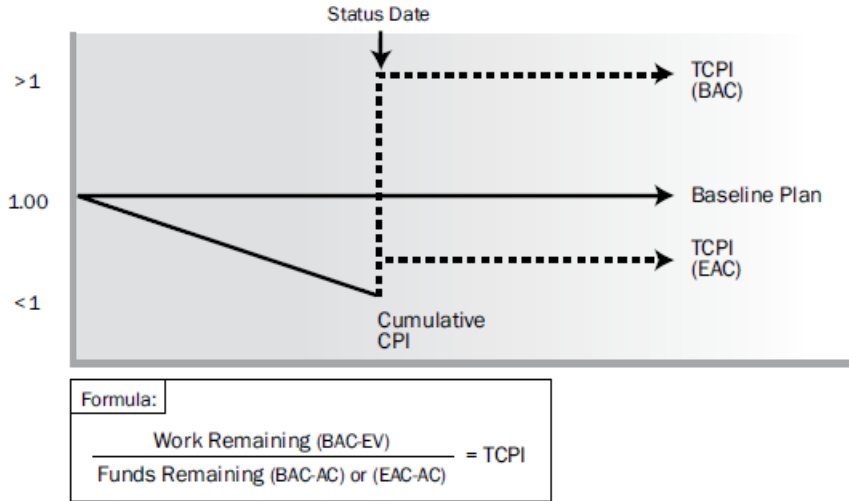 Status Date
>1
TCPI
(BAC)
1.00
Baseline Plan
TCPI
(EAC)
<1
Cumulative
CPI
Formula:
Work Remaining (BAC-EV)
Funds Remaining (BAC-AC) or (EAC-AC)
= TCPI